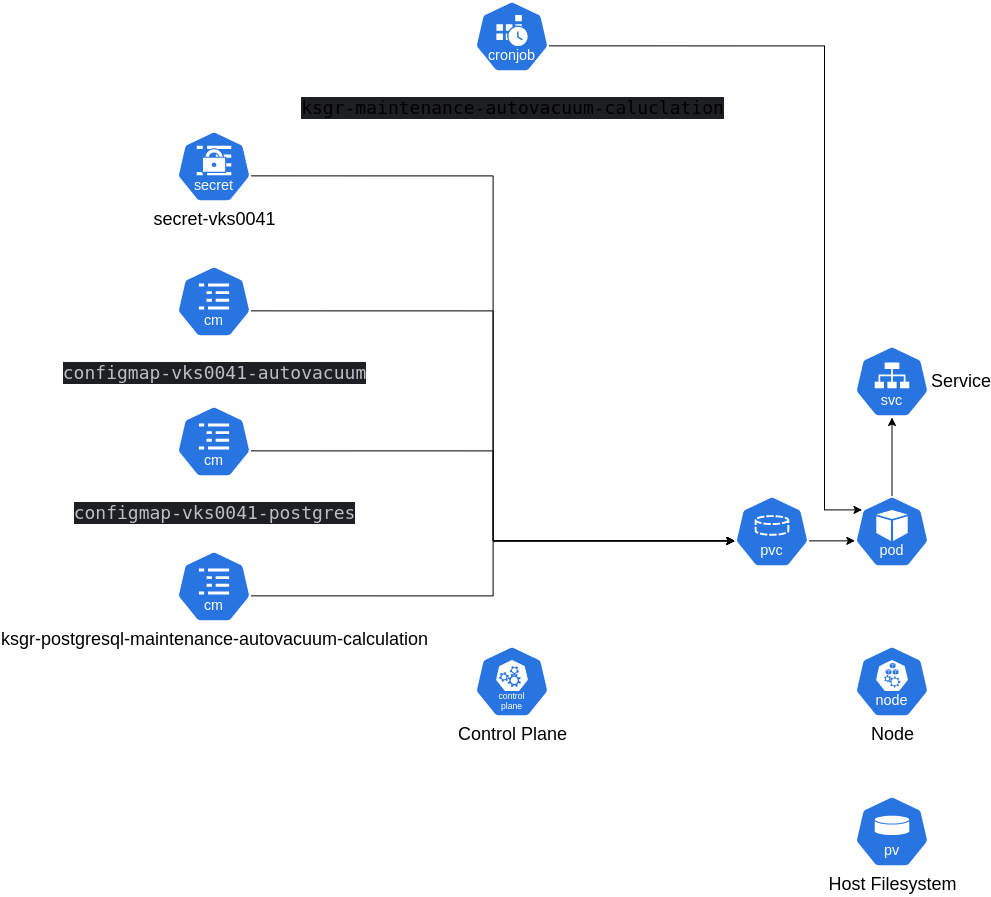 cronjob
ksgr-maintenance-autovacuum-caluclation
secret
secret-vks0041
cm
configmap-vks0041-autovacuum
svc
Service
cm
configmap-vks0041-postgres
pvc
pod
cm
ksgr-postgresql-maintenance-autovacuum-calculation
control
plane
Control Plane
node
Node
pv
Host Filesystem